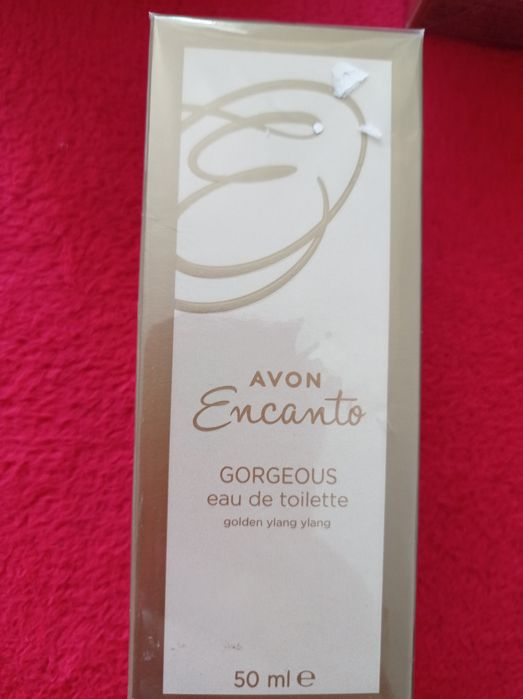 AVON
Encanto
GORGEOUS
eau de toilette
golden ylang ylang
50 ml ℮